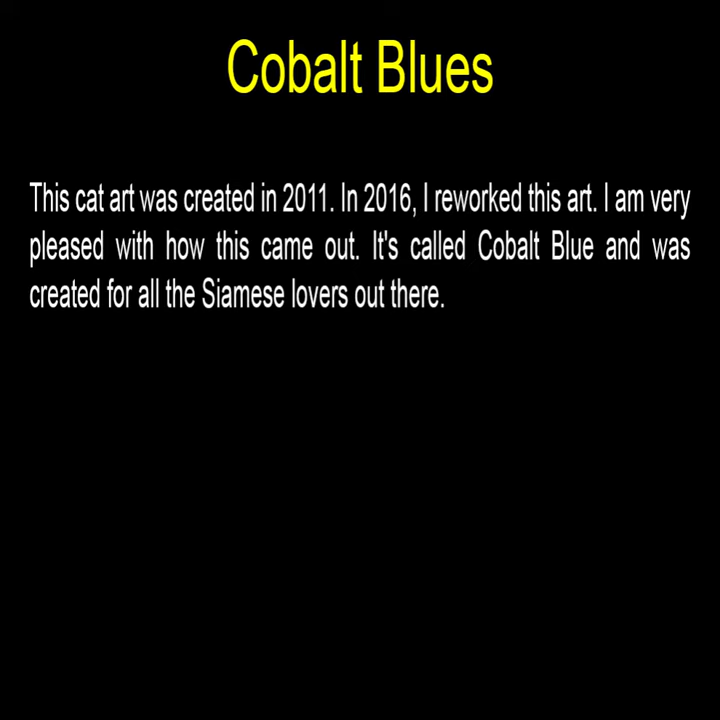 Cobalt Blues
This cat art was created in 2011. In 2016, I reworked this art. I am very
pleased with how this came out. It's called Cobalt Blue and was
created for all the Siamese lovers out there.